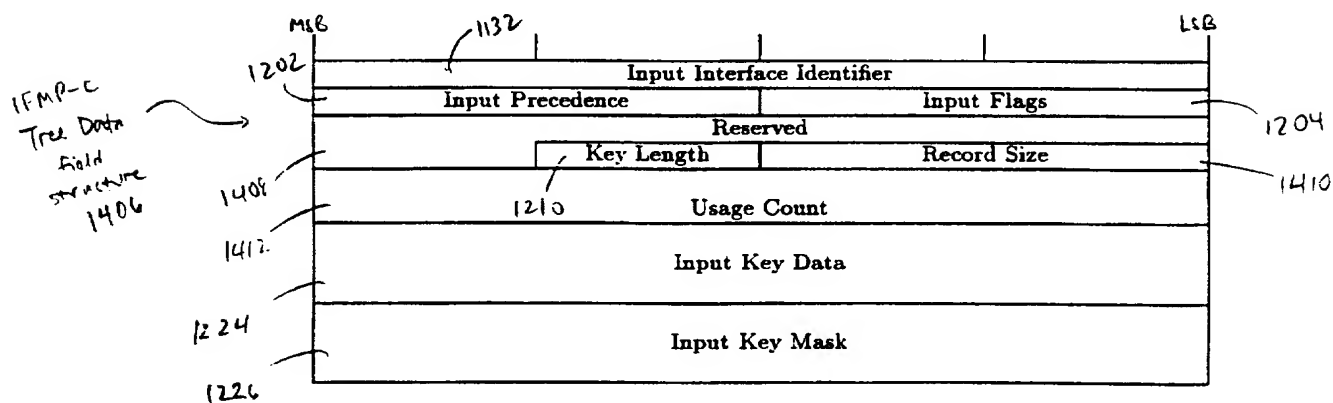 MSB LSB
1132
Input Interface Identifier
1202
Input Precedence Input Flags
1204
IFMP-C
Tree Data
field
structure
1406
Reserved
Key Length Record Size
1408
1210
1410
Usage Count
1412
Input Key Data
1224
Input Key Mask
1226